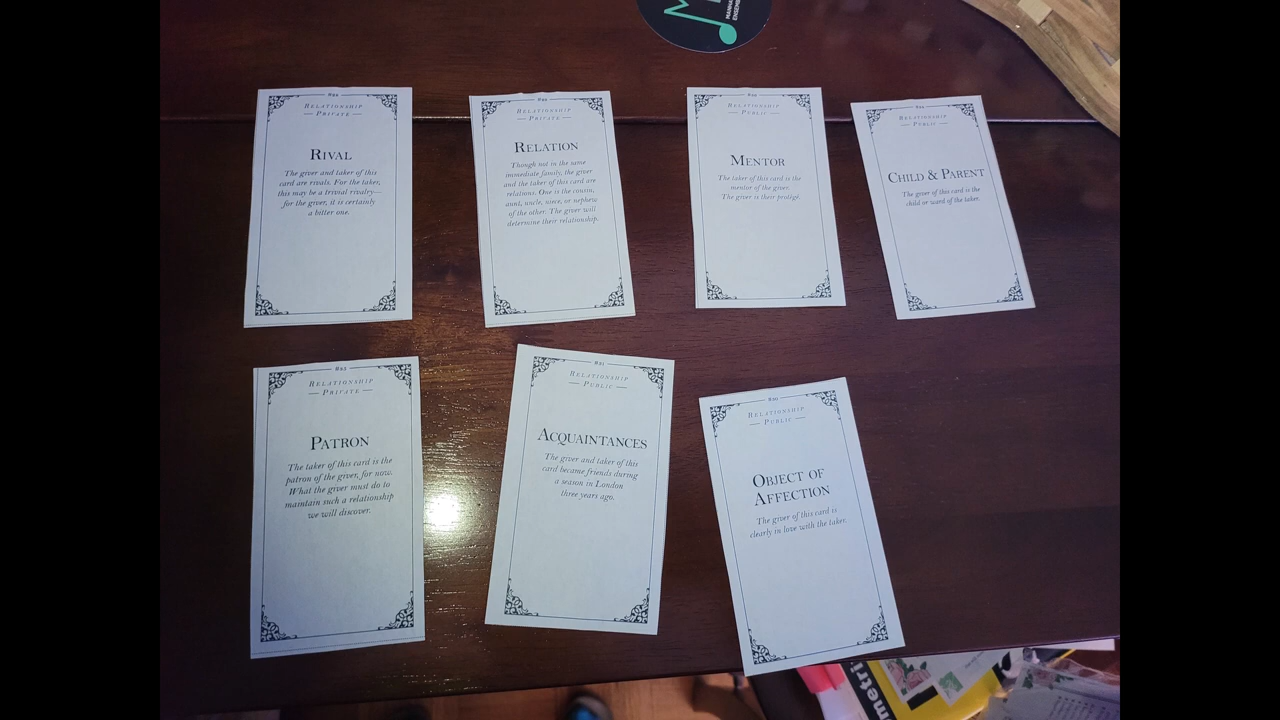 RELATIONSHIP
PRIVATE
RIVAL
The giver and taker of this
card are rivals. For the taker,
this may be a trivial rivalry—
for the giver, it is certainly
a bitter one.
RELATIONSHIP
PRIVATE
RELATION
Though not in the same
immediate family, the giver
and the taker of this card are
relations. One is the cousin,
aunt, uncle, niece, or nephew
of the other. The giver will
determine their relationship.
RELATIONSHIP
PUBLIC
MENTOR
The taker of this card is the
mentor of the giver.
The giver is their protégé.
RELATIONSHIP
PUBLIC
CHILD & PARENT
The giver of this card is the
child or ward of the taker.
RELATIONSHIP
PRIVATE
PATRON
The taker of this card is the
patron of the giver, for now.
What the giver must do to
maintain such a relationship
we will discover.
RELATIONSHIP
PUBLIC
ACQUAINTANCES
The giver and taker of this
card became friends during
a season in London
three years ago.
RELATIONSHIP
PUBLIC
OBJECT OF
AFFECTION
The giver of this card is
clearly in love with the taker.
metri